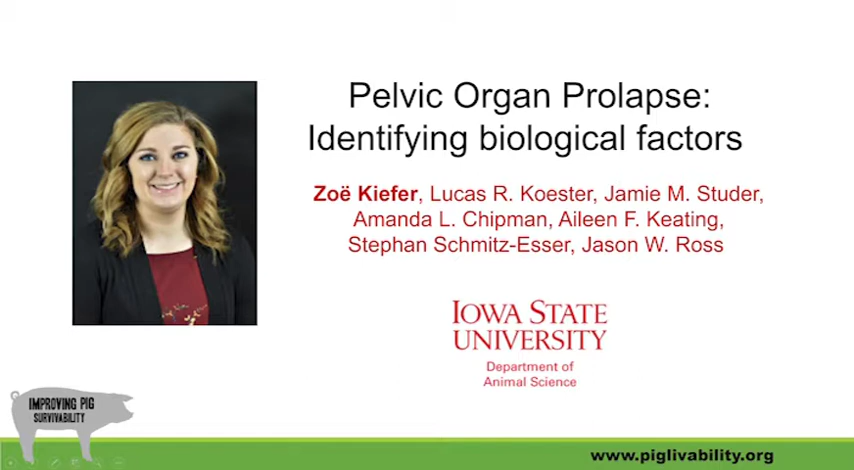 Pelvic Organ Prolapse:
Identifying biological factors
Zoë Kiefer, Lucas R. Koester, Jamie M. Studer,
Amanda L. Chipman, Aileen F. Keating,
Stephan Schmitz-Esser, Jason W. Ross
IOWA STATE
UNIVERSITY
Department of
Animal Science
IMPROVING PIG
SURVIVABILITY
www.piglivability.org